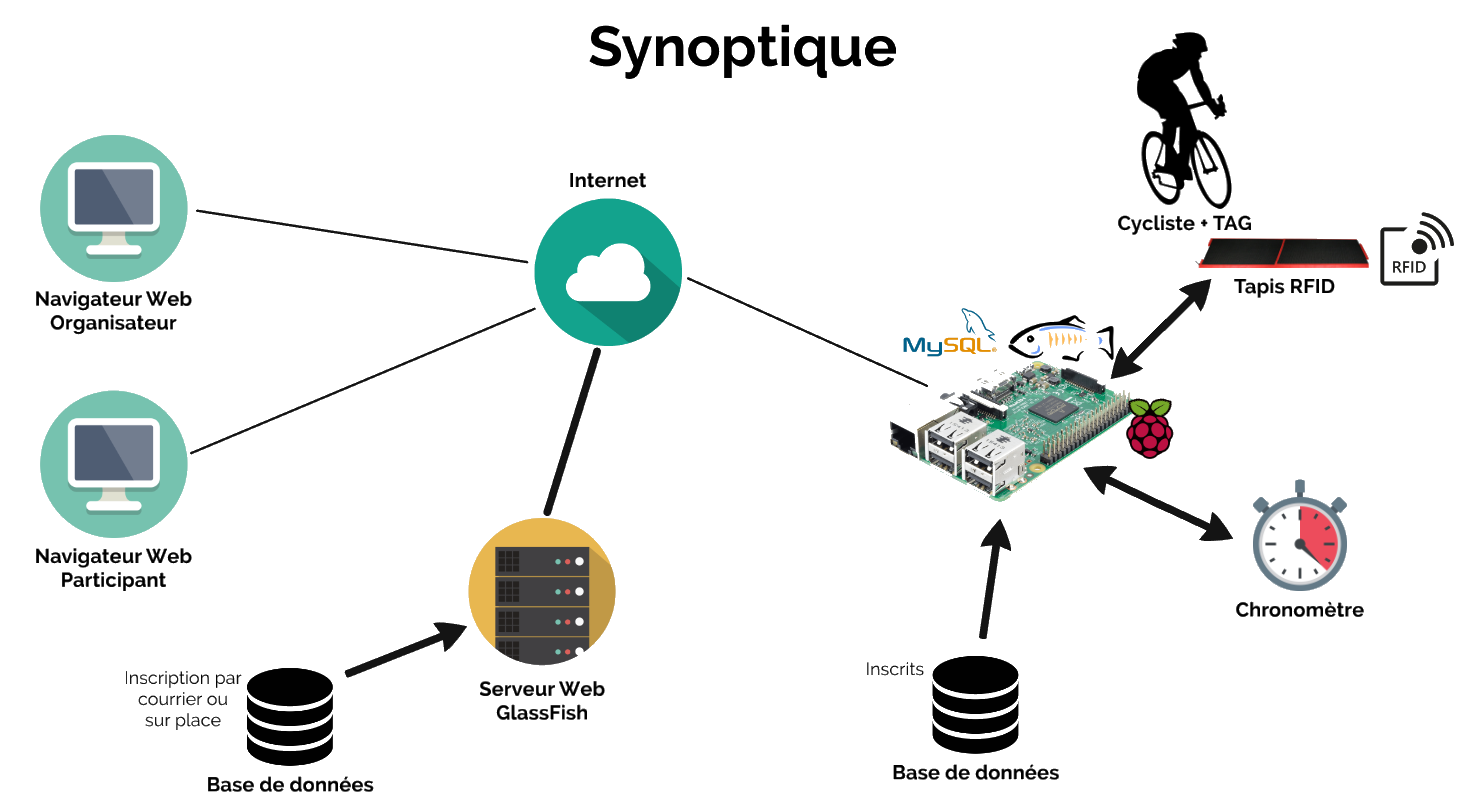 Synoptique
Internet
Cycliste + TAG
RFID
Tapis RFID
Navigateur Web
Organisateur
MySQL®
Navigateur Web
Participant
Chronomètre
Inscription par
courrier ou
sur place
Serveur Web
GlassFish
Inscrits
Base de données
Base de données